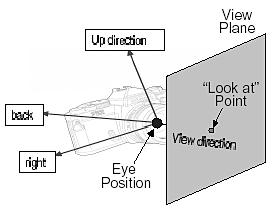 View
Plane
Up direction
"Look at"
Point
back
View direction
right
Eye
Position